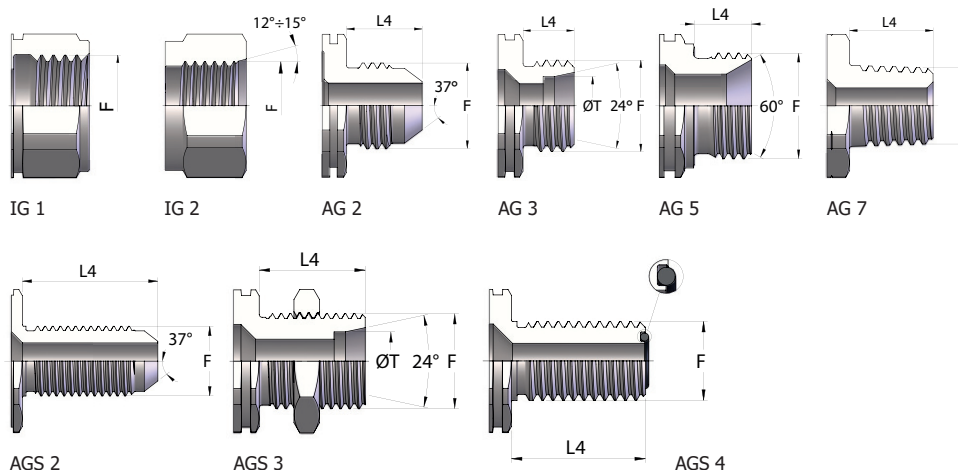 L4
L4
L4
L4
12°÷15°
F
F
37°
F
ØT
24°
F
60°
F
IG 1
IG 2
AG 2
AG 3
AG 5
AG 7
L4
L4
37°
F
ØT
24°
F
F
L4
AGS 2
AGS 3
AGS 4